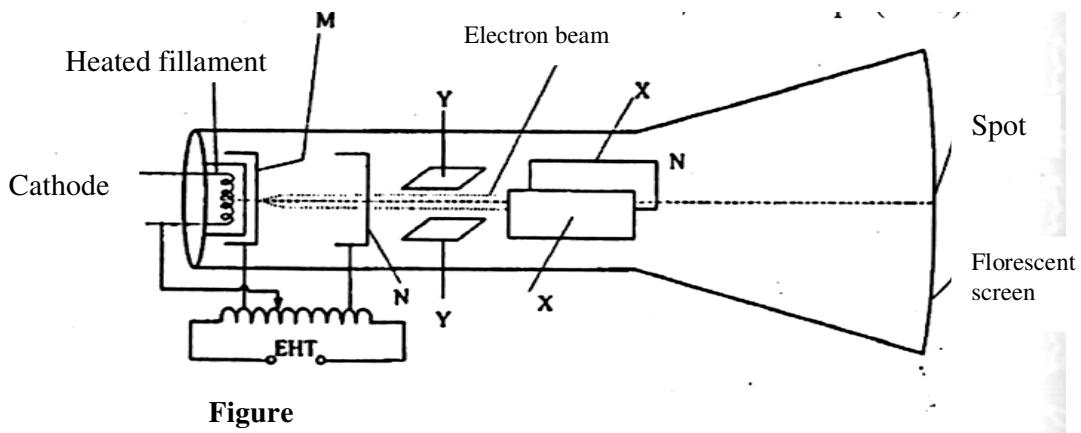 M
Electron beam
Heated fillament
Y
X
Spot
N
Cathode
N
X
Y
Florescent
screen
EHT
Figure